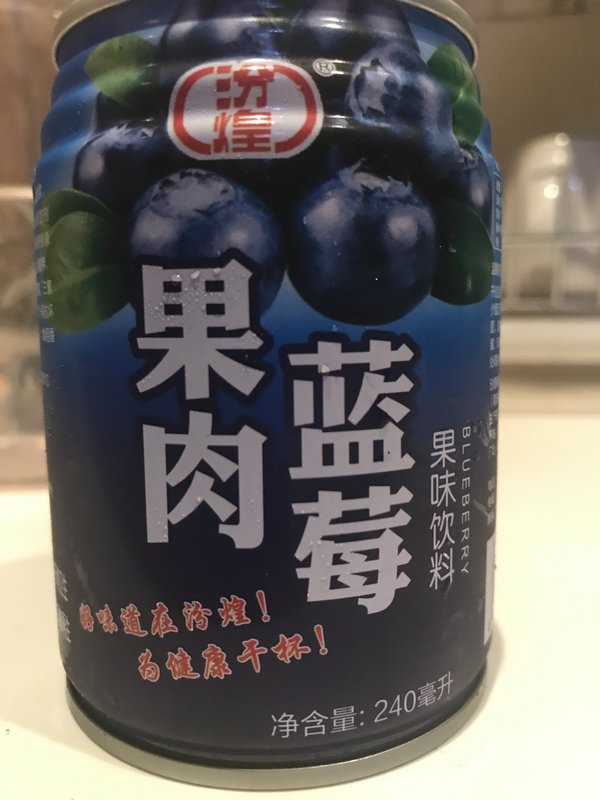 汾煌®
果肉
蓝莓
果味饮料
BLUEBERRY
好味道在汾煌！
为健康干杯！
净含量: 240毫升